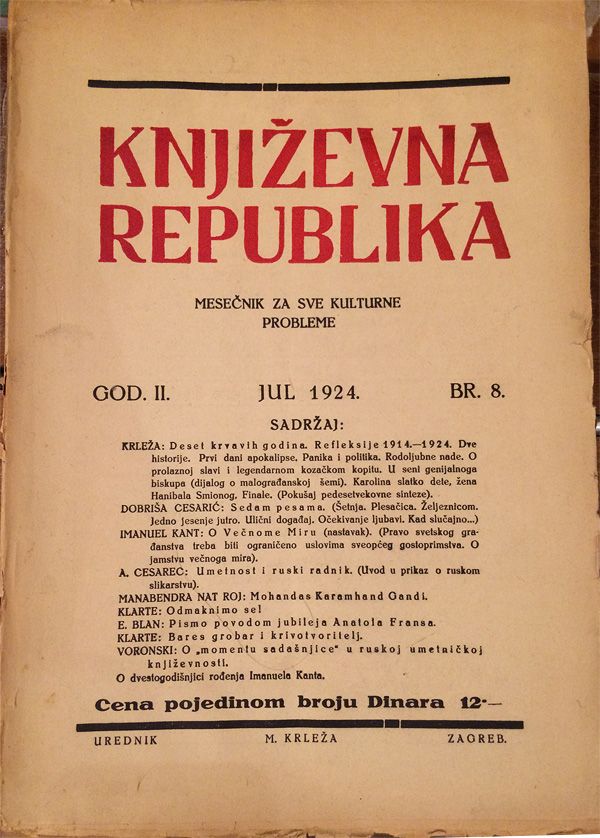 KNJIŽEVNA
REPUBLIKA
MESEČNIK ZA SVE KULTURNE
PROBLEME
GOD. II. JUL 1924. BR. 8.
SADRŽAJ:
KRLEŽA: Deset krvavih godina. Refleksije 1914.—1924. Dve
historije. Prvi dani apokalipse. Panika i politika. Rodoljubne nade. O
prolaznoj slavi i legendarnom kozačkom kopitu. U seni genijalnoga
biskupa (dijalog o malograđanskoj šemi). Karolina slatko dete, žena
Hanibala Smionog. Finale. (Pokušaj pedesetvekovne sinteze).
DOBRIŠA CESARIĆ: Sedam pesama. (Šetnja. Plesačica. Željeznicom.
Jedno jesenje jutro. Ulični događaj. Očekivanje ljubavi. Kad slučajno...)
IMANUEL KANT: O Večnome Miru (nastavak). (Pravo svetskog gra-
đanstva treba biti ograničeno uslovima sveopćeg gostoprimstva. O
jamstvu večnoga mira).
A. CESAREC: Umetnost i ruski radnik. (Uvod u prikaz o ruskom
slikarstvu).
MANABENDRA NAT ROJ: Mohandas Karamhand Gandi.
KLARTE: Odmaknimo se!
E. BLAN: Pismo povodom jubileja Anatola Fransa.
KLARTE: Bares grobar i krivotvoritelj.
VORONSKI: O „momentu sadašnjice" u ruskoj umetničkoj
književnosti.
O dvestogodišnjici rođenja Imanuela Kanta.
Cena pojedinom broju Dinara 12·—
UREDNIK M. KRLEŽA ZAGREB.